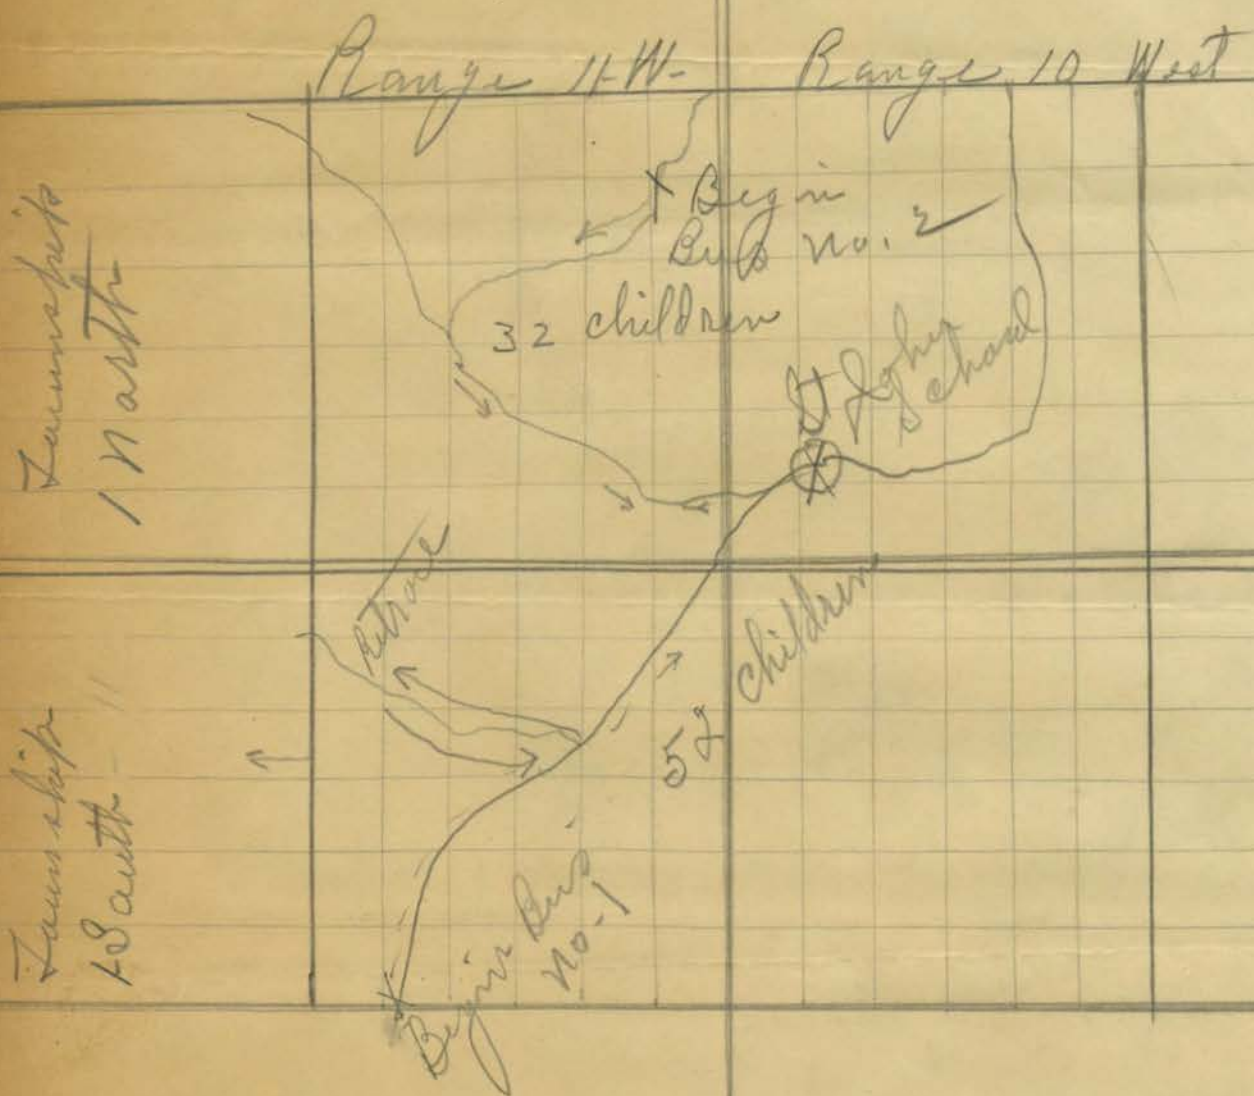 Range 11-W-
Range 10 West
Township
1 North
Begin
Bus no. 2
32 children
St John
School
Retrace
52 children
Township
1 South
Begin Bus
no-1